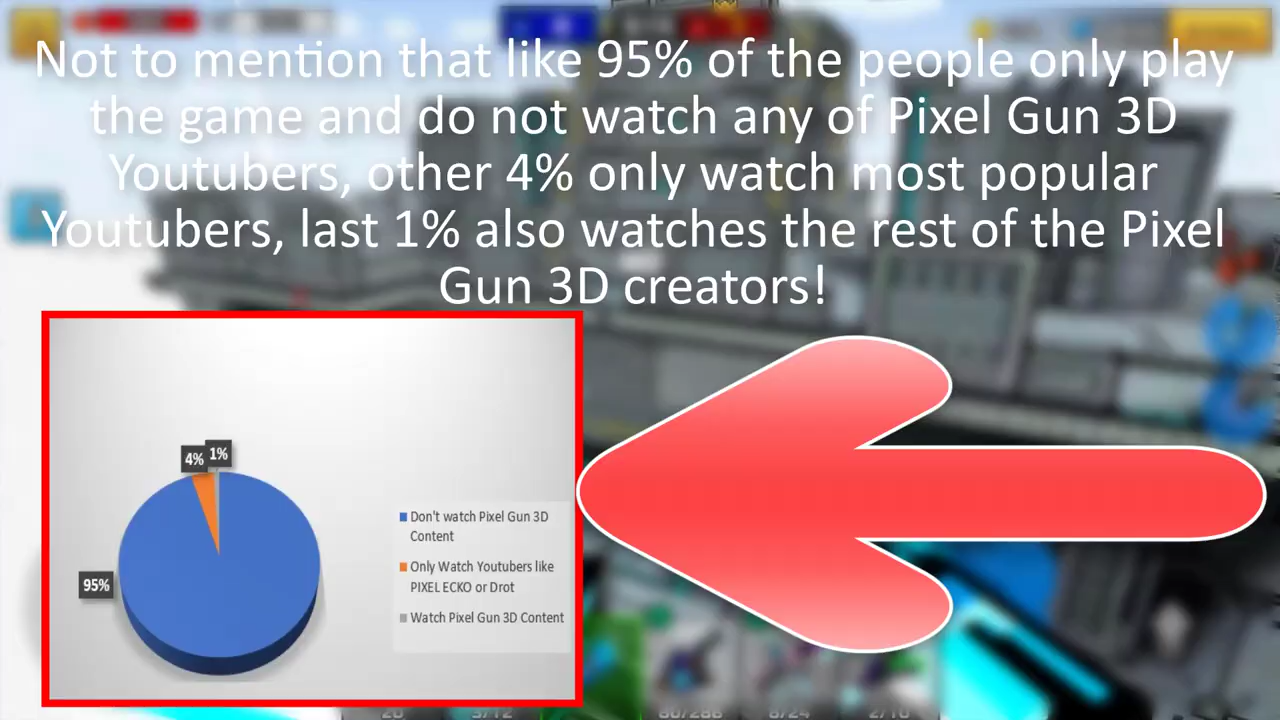 Not to mention that like 95% of the people only play
the game and do not watch any of Pixel Gun 3D
Youtubers, other 4% only watch most popular
Youtubers, last 1% also watches the rest of the Pixel
Gun 3D creators!
4%
1%
95%
Don't watch Pixel Gun 3D
Content
Only Watch Youtubers like
PIXEL ECKO or Drot
Watch Pixel Gun 3D Content